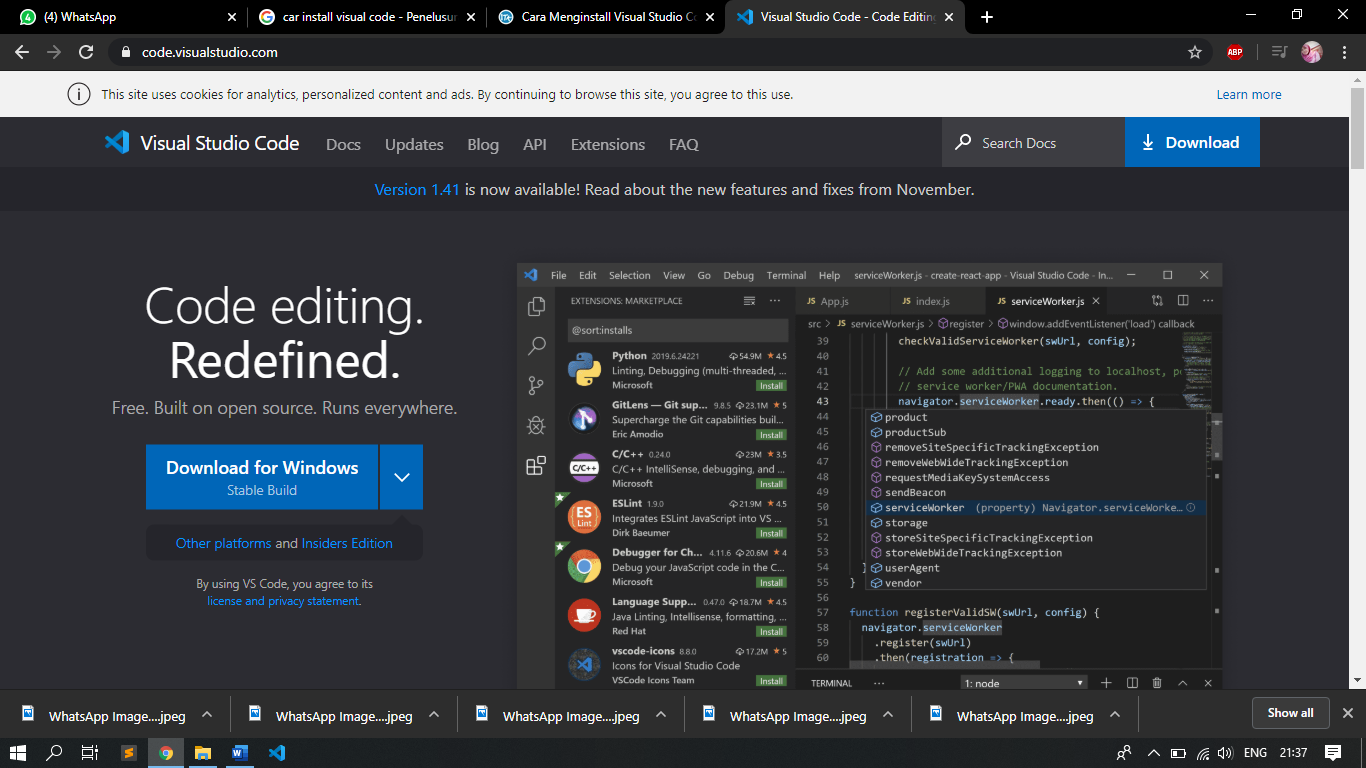 (4) WhatsApp
car install visual code - Penelusur
Cara Menginstall Visual Studio Co
Visual Studio Code - Code Editing
code.visualstudio.com
ABP
This site uses cookies for analytics, personalized content and ads. By continuing to browse this site, you agree to this use.
Learn more
Visual Studio Code
Docs
Updates
Blog
API
Extensions
FAQ
Search Docs
Download
Version 1.41 is now available! Read about the new features and fixes from November.
Code editing.
Redefined.
Free. Built on open source. Runs everywhere.
Download for Windows
Stable Build
Other platforms and Insiders Edition
By using VS Code, you agree to its
license and privacy statement.
File Edit Selection View Go Debug Terminal Help serviceWorker.js - create-react-app - Visual Studio Code - In...
EXTENSIONS: MARKETPLACE
@sort:installs
Python 2019.6.24221 54.9M 4.5
Linting, Debugging (multi-threaded, ...
Microsoft Install
GitLens — Git sup... 9.8.5 23.1M 5
Supercharge the Git capabilities buil...
Eric Amodio Install
C/C++
C/C++ 0.24.0 23M 3.5
C/C++ IntelliSense, debugging, and ...
Microsoft Install
ES
Lint
ESLint 1.9.0 21.9M 4.5
Integrates ESLint JavaScript into VS ...
Dirk Baeumer Install
Debugger for Ch... 4.11.6 20.6M 4
Debug your JavaScript code in the C...
Microsoft Install
Language Supp... 0.47.0 18.7M 4.5
Java Linting, Intellisense, formatting, ...
Red Hat Install
vscode-icons 8.8.0 17.2M 5
Icons for Visual Studio Code
VSCode Icons Team Install
JS App.js
JS index.js
JS serviceWorker.js
src > JS serviceWorker.js > register > window.addEventListener('load') callback
39 checkValidServiceWorker(swUrl, config);
40
41 // Add some additional logging to localhost, po
42 // service worker/PWA documentation.
43 navigator.serviceWorker.ready.then(() => {
44 product
45 productSub
46 removeSiteSpecificTrackingException
47 removeWebWideTrackingException
48 requestMediaKeySystemAccess
49 sendBeacon
50 serviceWorker (property) Navigator.serviceWorke...
51 storage
52 storeSiteSpecificTrackingException
53 storeWebWideTrackingException
54 } userAgent
55 } vendor
56
57 function registerValidSW(swUrl, config) {
58 navigator.serviceWorker
59 .register(swUrl)
60 .then(registration => {
TERMINAL ... 1: node
WhatsApp Image....jpeg
WhatsApp Image....jpeg
WhatsApp Image....jpeg
WhatsApp Image....jpeg
WhatsApp Image....jpeg
Show all
ENG 21:37